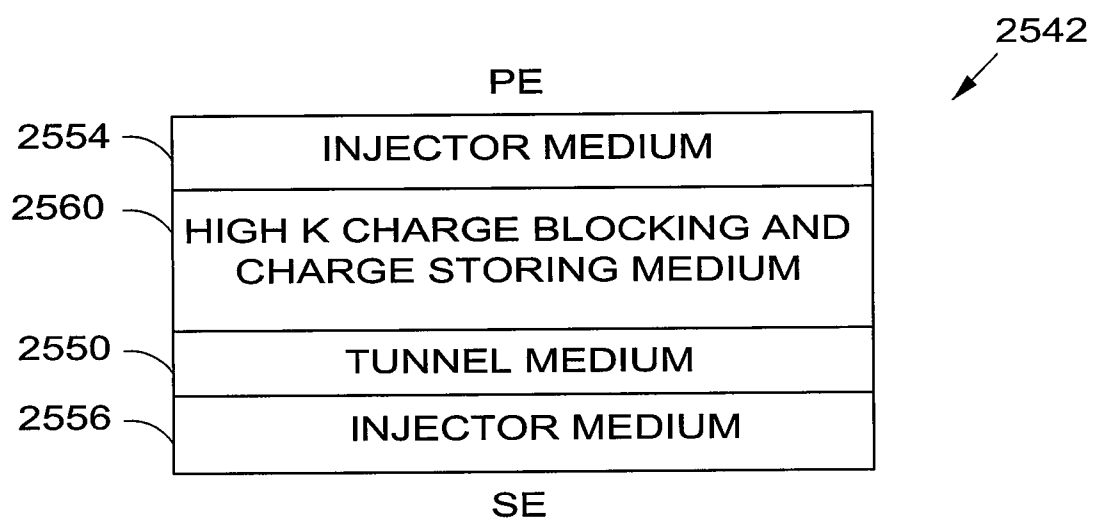 2542
PE
2554
INJECTOR MEDIUM
2560
HIGH K CHARGE BLOCKING AND
CHARGE STORING MEDIUM
2550
TUNNEL MEDIUM
2556
INJECTOR MEDIUM
SE